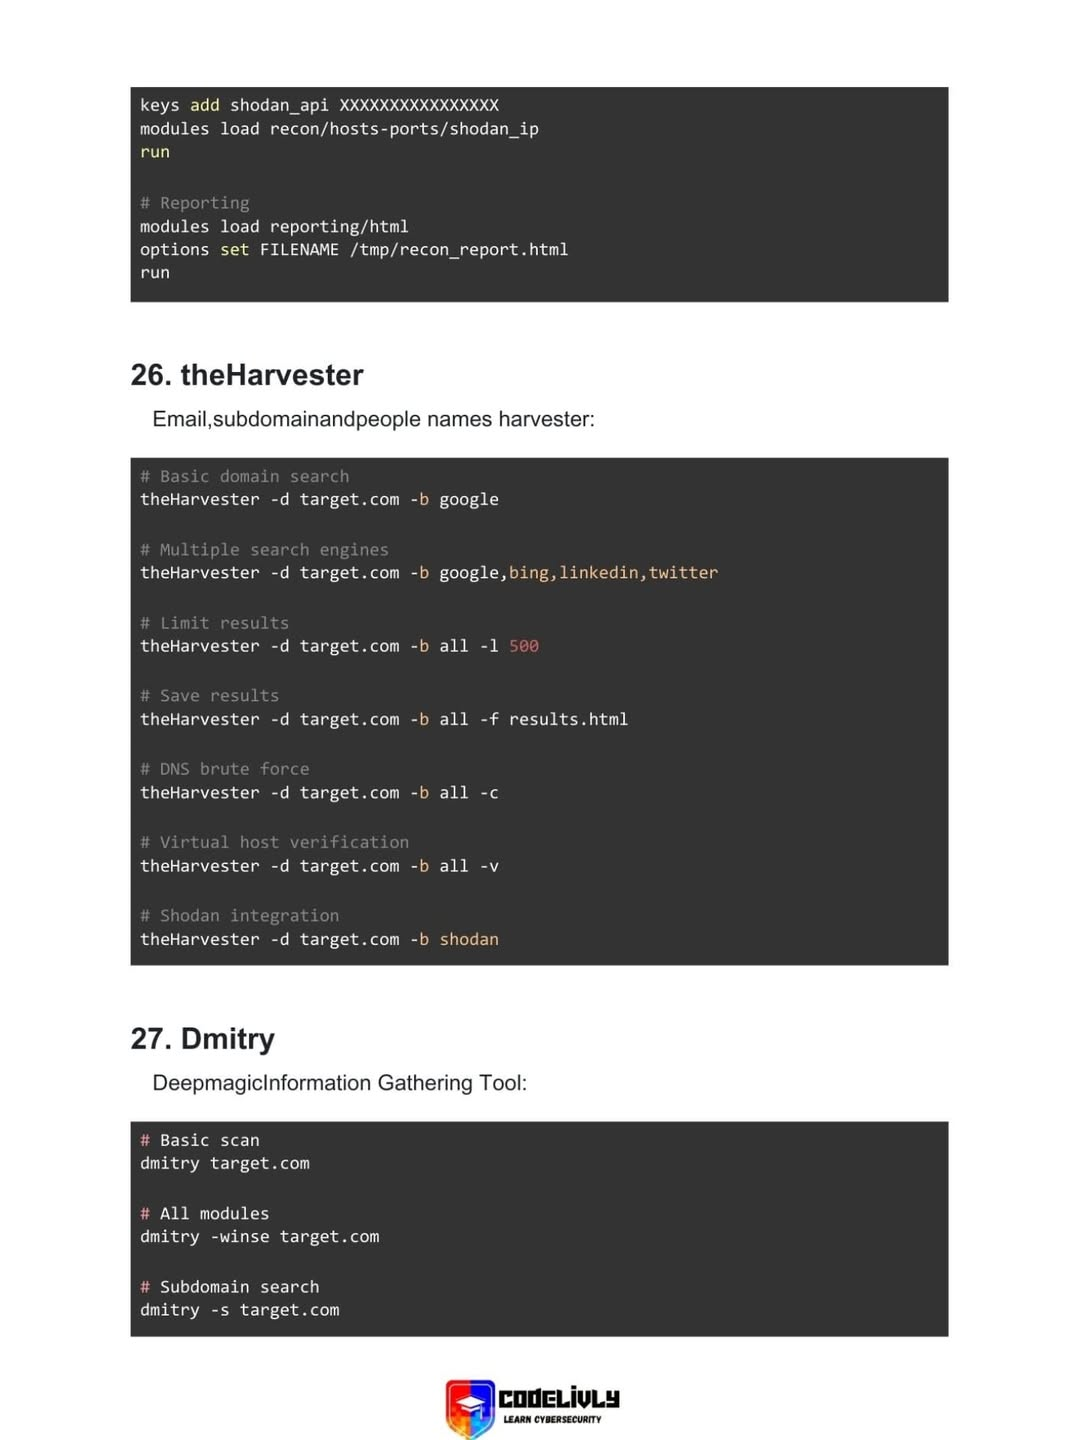 keys add shodan_api XXXXXXXXXXXXXXXX
modules load recon/hosts-ports/shodan_ip
run
# Reporting
modules load reporting/html
options set FILENAME /tmp/recon_report.html
run
26. theHarvester
Email,subdomainandpeople names harvester:
# Basic domain search
theHarvester -d target.com -b google
# Multiple search engines
theHarvester -d target.com -b google,bing,linkedin,twitter
# Limit results
theHarvester -d target.com -b all -l 500
# Save results
theHarvester -d target.com -b all -f results.html
# DNS brute force
theHarvester -d target.com -b all -c
# Virtual host verification
theHarvester -d target.com -b all -v
# Shodan integration
theHarvester -d target.com -b shodan
27. Dmitry
DeepmagicInformation Gathering Tool:
# Basic scan
dmitry target.com
# All modules
dmitry -winse target.com
# Subdomain search
dmitry -s target.com
CODELIVLY
LEARN CYBERSECURITY